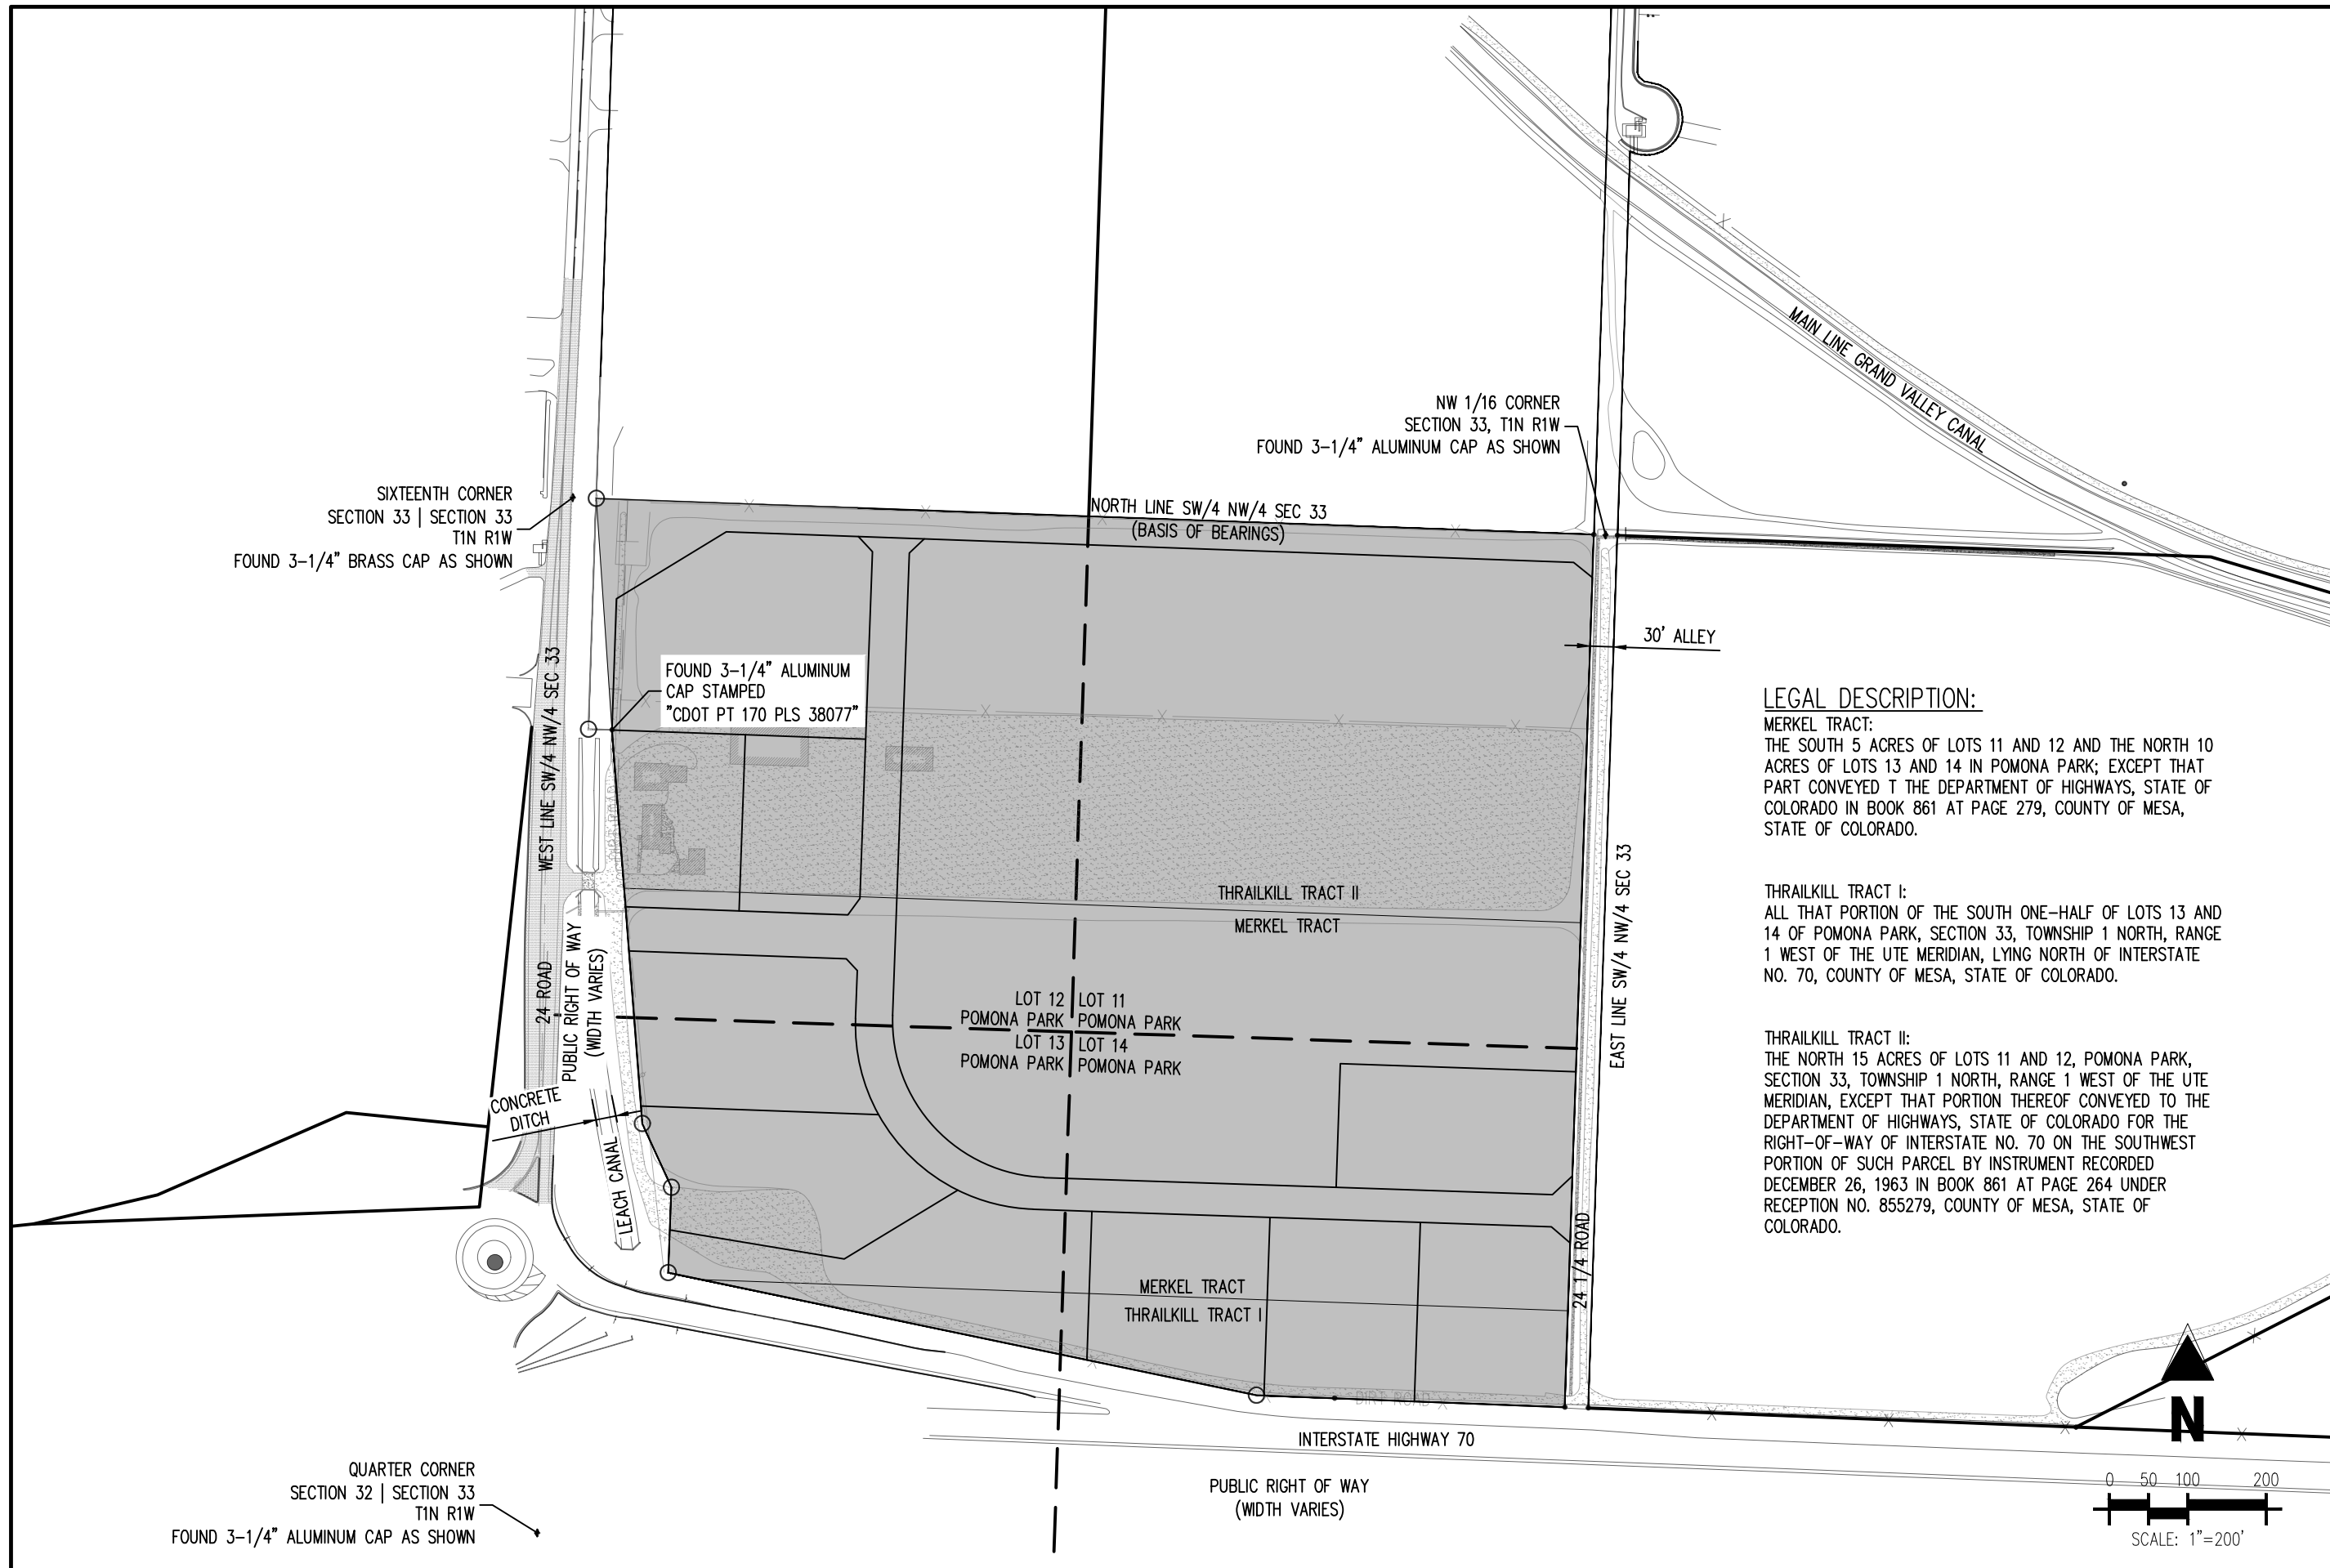 MAIN LINE GRAND VALLEY CANAL
NW 1/16 CORNER
SECTION 33, T1N R1W
FOUND 3-1/4" ALUMINUM CAP AS SHOWN
SIXTEENTH CORNER
SECTION 33 | SECTION 33
T1N R1W
FOUND 3-1/4" BRASS CAP AS SHOWN
NORTH LINE SW/4 NW/4 SEC 33
(BASIS OF BEARINGS)
30' ALLEY
FOUND 3-1/4" ALUMINUM
CAP STAMPED
"CDOT PT 170 PLS 38077"
WEST LINE SW/4 NW/4 SEC 33
LEGAL DESCRIPTION:
MERKEL TRACT:
THE SOUTH 5 ACRES OF LOTS 11 AND 12 AND THE NORTH 10
ACRES OF LOTS 13 AND 14 IN POMONA PARK; EXCEPT THAT
PART CONVEYED T THE DEPARTMENT OF HIGHWAYS, STATE OF
COLORADO IN BOOK 861 AT PAGE 279, COUNTY OF MESA,
STATE OF COLORADO.
THRAILKILL TRACT I:
ALL THAT PORTION OF THE SOUTH ONE-HALF OF LOTS 13 AND
14 OF POMONA PARK, SECTION 33, TOWNSHIP 1 NORTH, RANGE
1 WEST OF THE UTE MERIDIAN, LYING NORTH OF INTERSTATE
NO. 70, COUNTY OF MESA, STATE OF COLORADO.
THRAILKILL TRACT II:
THE NORTH 15 ACRES OF LOTS 11 AND 12, POMONA PARK,
SECTION 33, TOWNSHIP 1 NORTH, RANGE 1 WEST OF THE UTE
MERIDIAN, EXCEPT THAT PORTION THEREOF CONVEYED TO THE
DEPARTMENT OF HIGHWAYS, STATE OF COLORADO FOR THE
RIGHT-OF-WAY OF INTERSTATE NO. 70 ON THE SOUTHWEST
PORTION OF SUCH PARCEL BY INSTRUMENT RECORDED
DECEMBER 26, 1963 IN BOOK 861 AT PAGE 264 UNDER
RECEPTION NO. 855279, COUNTY OF MESA, STATE OF
COLORADO.
THRAILKILL TRACT II
MERKEL TRACT
EAST LINE SW/4 NW/4 SEC 33
24 ROAD
PUBLIC RIGHT OF WAY
(WIDTH VARIES)
LOT 12
POMONA PARK
LOT 11
POMONA PARK
LOT 13
POMONA PARK
LOT 14
POMONA PARK
CONCRETE
DITCH
LEACH CANAL
24 1/4 ROAD
MERKEL TRACT
THRAILKILL TRACT I
DIRT ROAD
INTERSTATE HIGHWAY 70
PUBLIC RIGHT OF WAY
(WIDTH VARIES)
QUARTER CORNER
SECTION 32 | SECTION 33
T1N R1W
FOUND 3-1/4" ALUMINUM CAP AS SHOWN
N
0 50 100 200
SCALE: 1"=200'